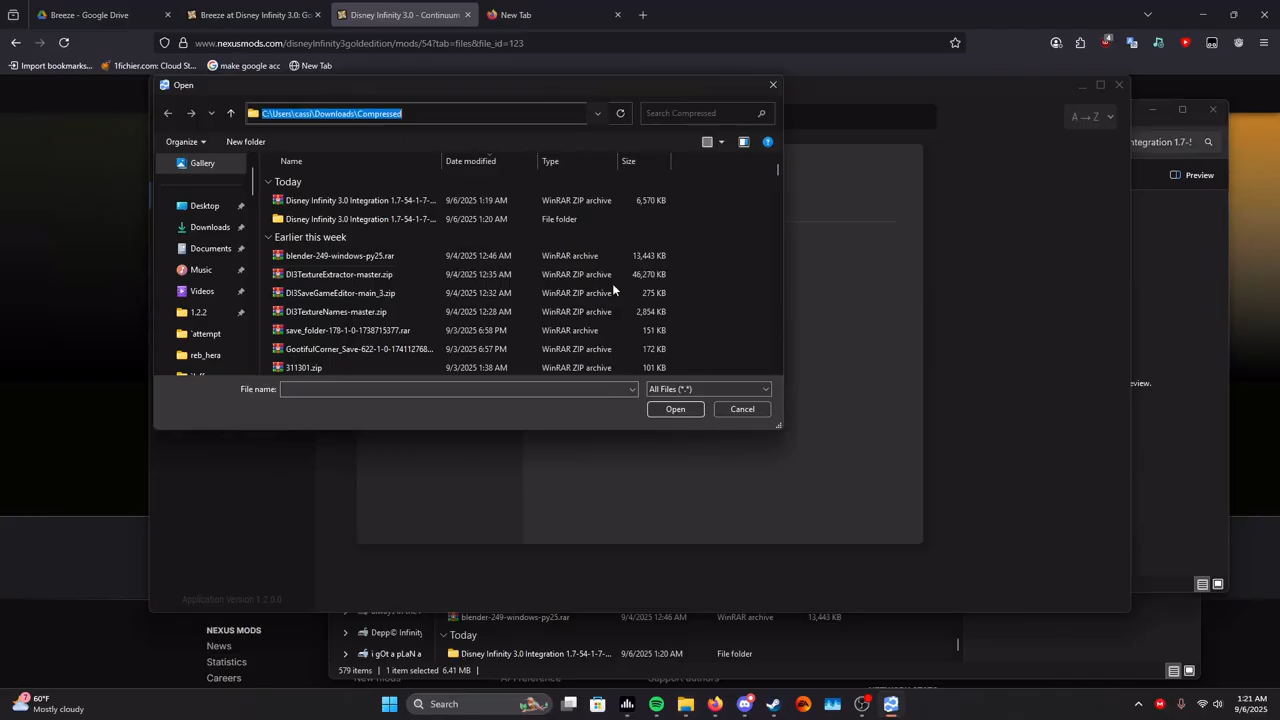 Breeze - Google Drive
Breeze at Disney Infinity 3.0: Go
Disney Infinity 3.0 - Continuum
New Tab
www.nexusmods.com/disneyinfinity3goldedition/mods/54?tab=files&file_id=123
Import bookmarks...
1fichier.com: Cloud St...
make google acc
New Tab
Open
C:\Users\cassi\Downloads\Compressed
Search Compressed
A → Z
Integration 1.7-5
Organize
New folder
Preview
Name
Date modified
Type
Size
Gallery
Today
Desktop
Disney Infinity 3.0 Integration 1.7-54-1-7-...
9/6/2025 1:19 AM
WinRAR ZIP archive
6,570 KB
Downloads
Disney Infinity 3.0 Integration 1.7-54-1-7-...
9/6/2025 1:20 AM
File folder
Documents
Earlier this week
Music
blender-249-windows-py25.rar
9/4/2025 12:46 AM
WinRAR archive
13,443 KB
DI3TextureExtractor-master.zip
9/4/2025 12:35 AM
WinRAR ZIP archive
46,270 KB
Videos
DI3SaveGameEditor-main_3.zip
9/4/2025 12:32 AM
WinRAR ZIP archive
275 KB
1.2.2
DI3TextureNames-master.zip
9/4/2025 12:28 AM
WinRAR ZIP archive
2,854 KB
`attempt
save_folder-178-1-0-1738715377.rar
9/3/2025 6:58 PM
WinRAR archive
151 KB
reb_hera
GootifulCorner_Save-622-1-0-174112768...
9/3/2025 6:57 PM
WinRAR archive
172 KB
311301.zip
9/3/2025 1:38 AM
WinRAR ZIP archive
101 KB
File name:
All Files (*.*)
Open
Cancel
eview.
Application Version 1.2.0.0
NEXUS MODS
News
Statistics
Careers
blender-249-windows-py25.rar
9/4/2025 12:46 AM
WinRAR archive
13,443 KB
Depp© Infinity
Today
i gOt a pLaN a
Disney Infinity 3.0 Integration 1.7-54-1-7-...
9/6/2025 1:20 AM
File folder
579 items
1 item selected 6.41 MB
60°F
Mostly cloudy
Search
1:21 AM
9/6/2025